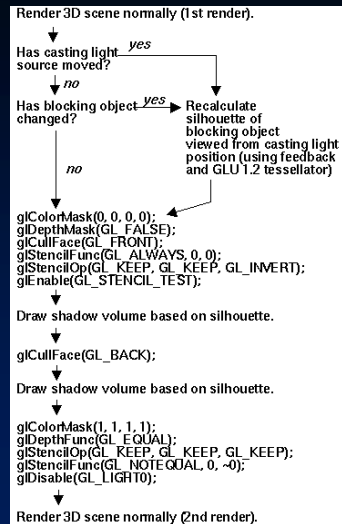 Render 3D scene normally (1st render).
Has casting light
source moved?
yes
no
Has blocking object
changed?
yes
Recalculate
silhouette of
blocking object
viewed from casting light
position (using feedback
and GLU 1.2 tessellator)
no
glColorMask(0, 0, 0, 0);
glDepthMask(GL_FALSE);
glCullFace(GL_FRONT);
glStencilFunc(GL_ALWAYS, 0, 0);
glStencilOp(GL_KEEP, GL_KEEP, GL_INVERT);
glEnable(GL_STENCIL_TEST);
Draw shadow volume based on silhouette.
glCullFace(GL_BACK);
Draw shadow volume based on silhouette.
glColorMask(1, 1, 1, 1);
glDepthFunc(GL_EQUAL);
glStencilOp(GL_KEEP, GL_KEEP, GL_KEEP);
glStencilFunc(GL_NOTEQUAL, 0, ~0);
glDisable(GL_LIGHT0);
Render 3D scene normally (2nd render).